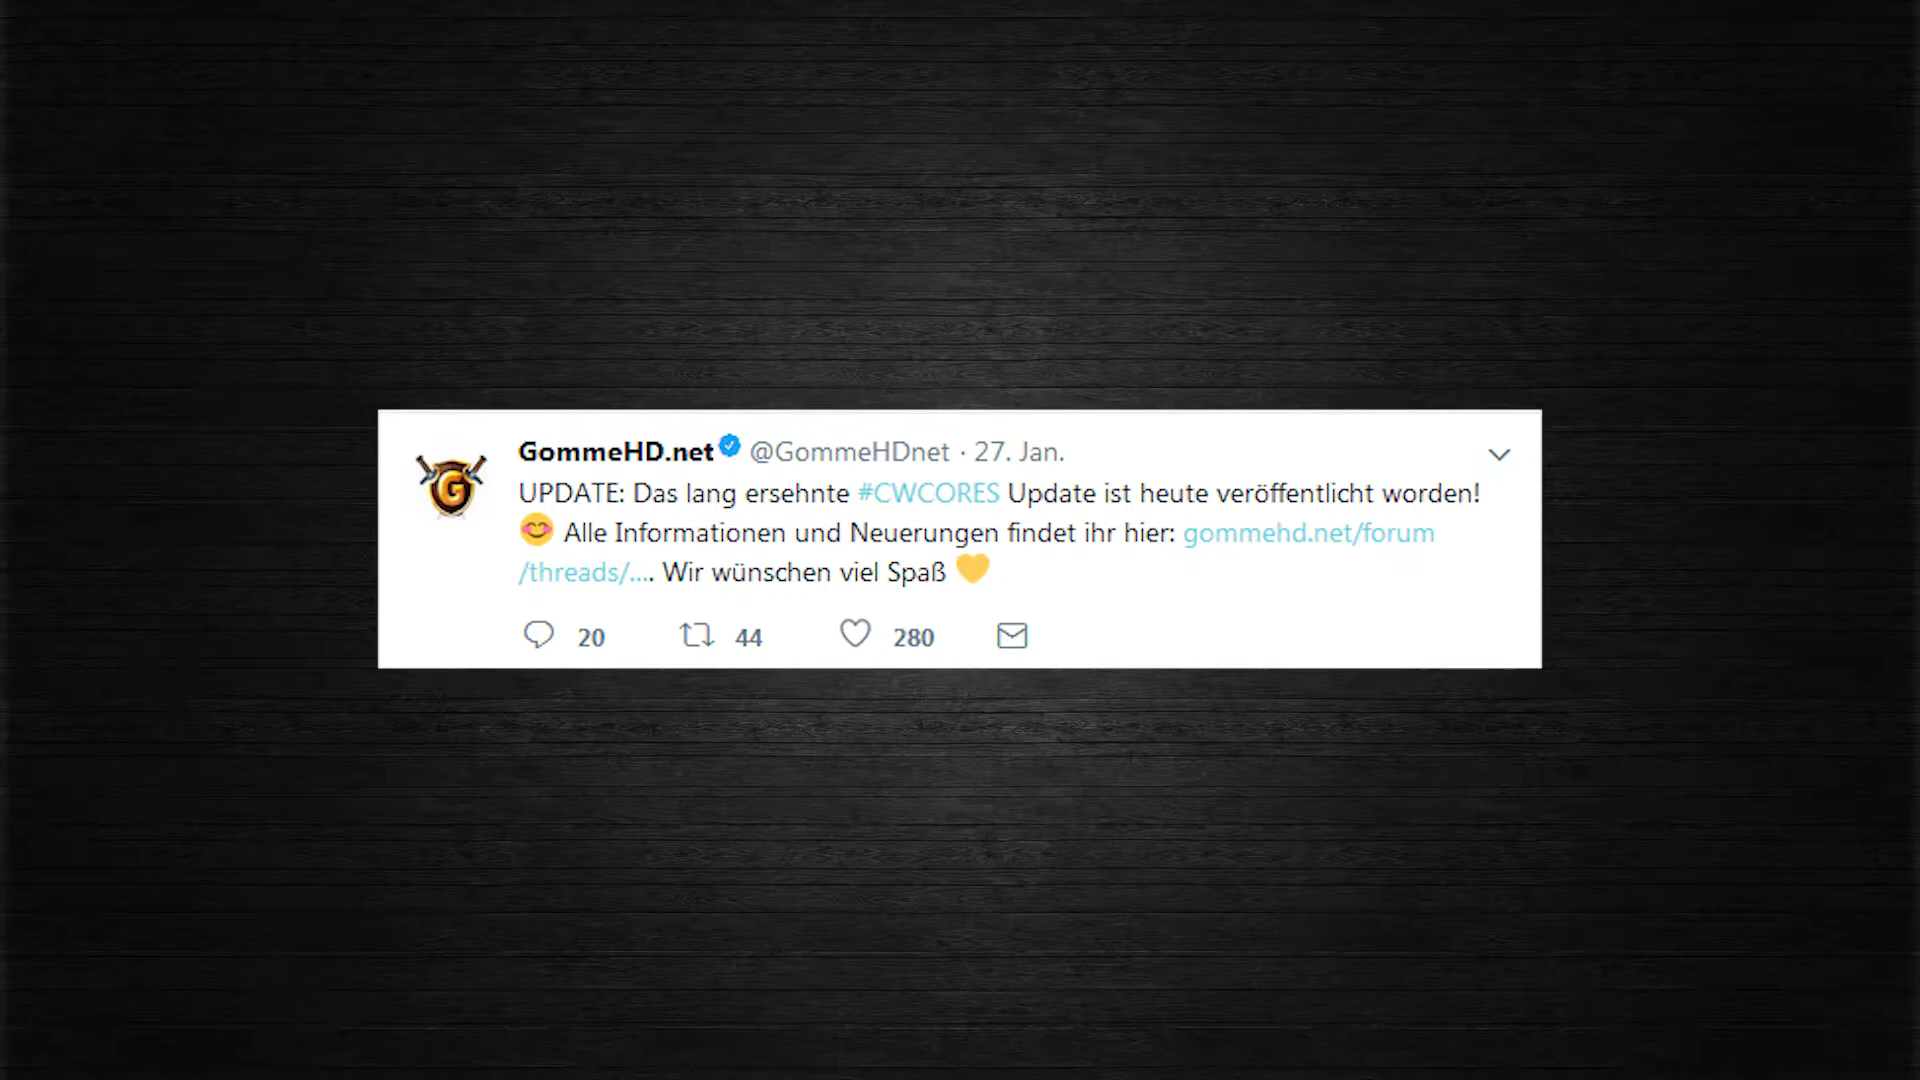 GommeHD.net @GommeHDnet · 27. Jan.
UPDATE: Das lang ersehnte #CWCORES Update ist heute veröffentlicht worden!
😊 Alle Informationen und Neuerungen findet ihr hier: gommehd.net/forum
/threads/.... Wir wünschen viel Spaß 💛
20 44 280